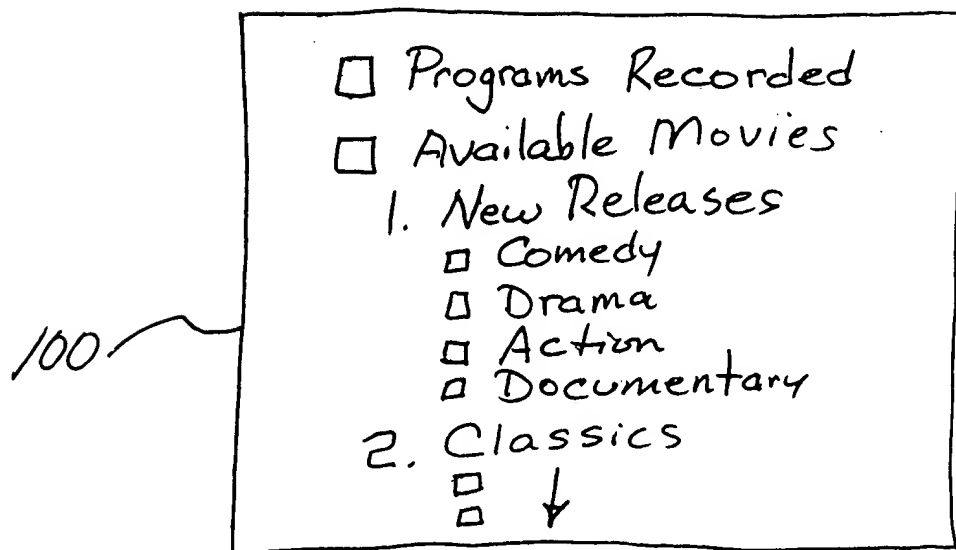 Programs Recorded
Available Movies
1. New Releases
Comedy
Drama
Action
Documentary
2. Classics
100